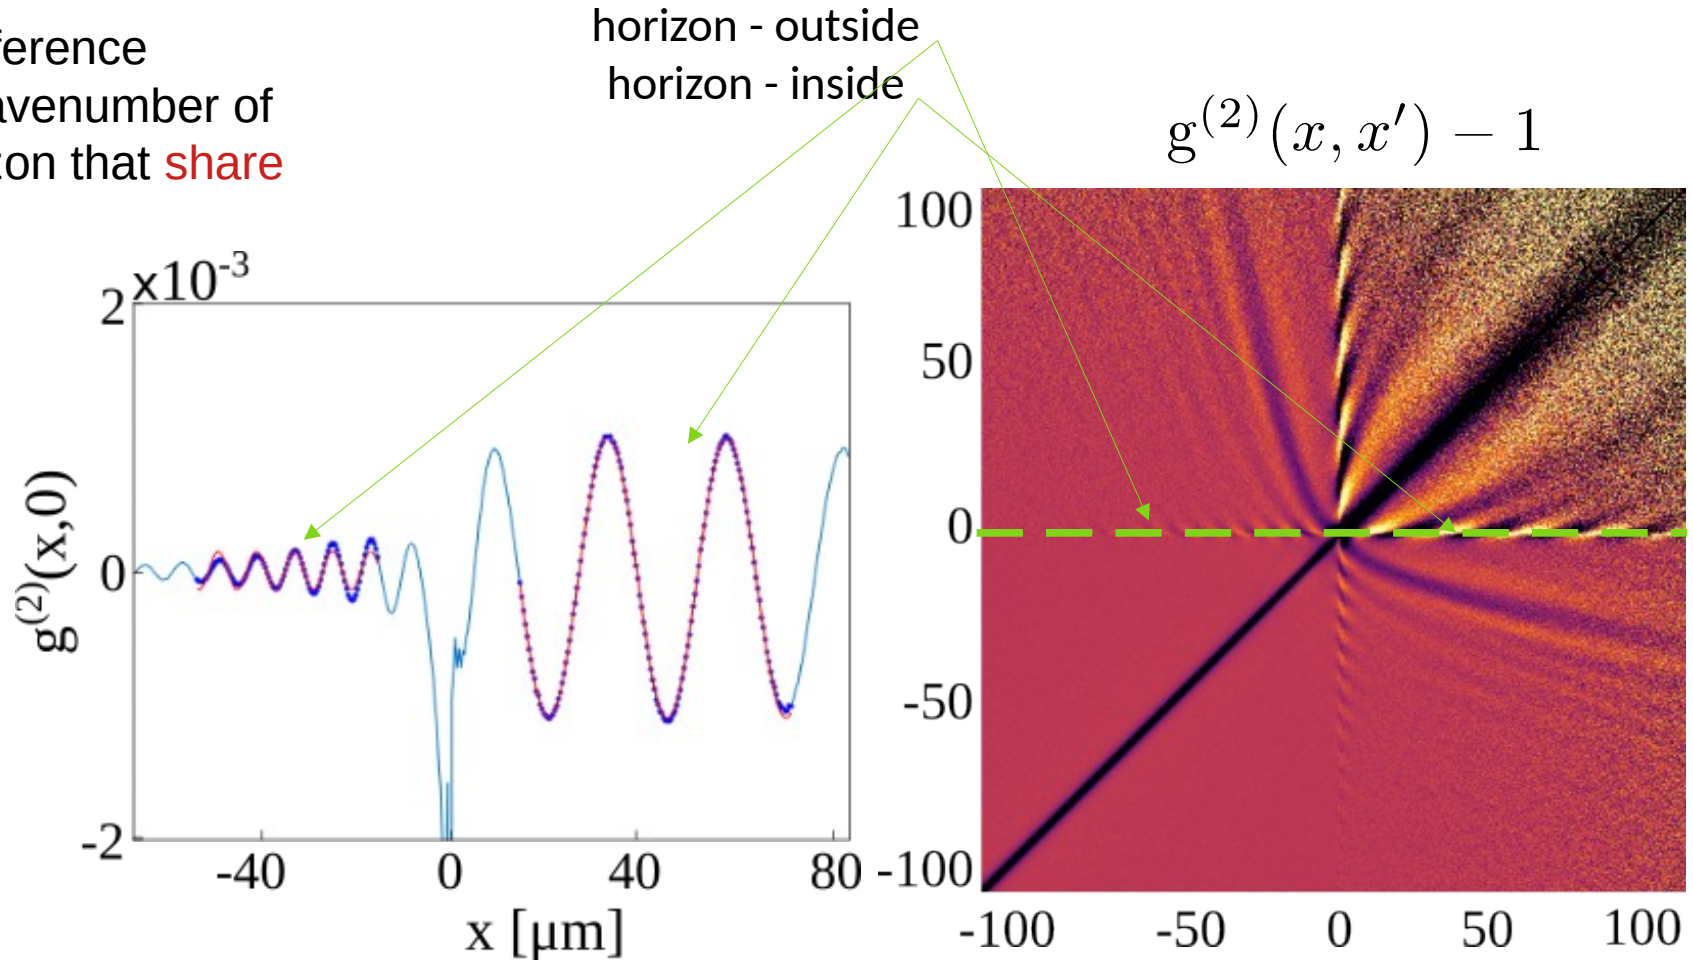 ference
avenumber of
zon that share
horizon - outside
horizon - inside
g⁽²⁾(x, x′) − 1
x10⁻³
2
0
-2
g⁽²⁾(x,0)
-40 0 40 80
x [μm]
100
50
0
-50
-100
-100 -50 0 50 100